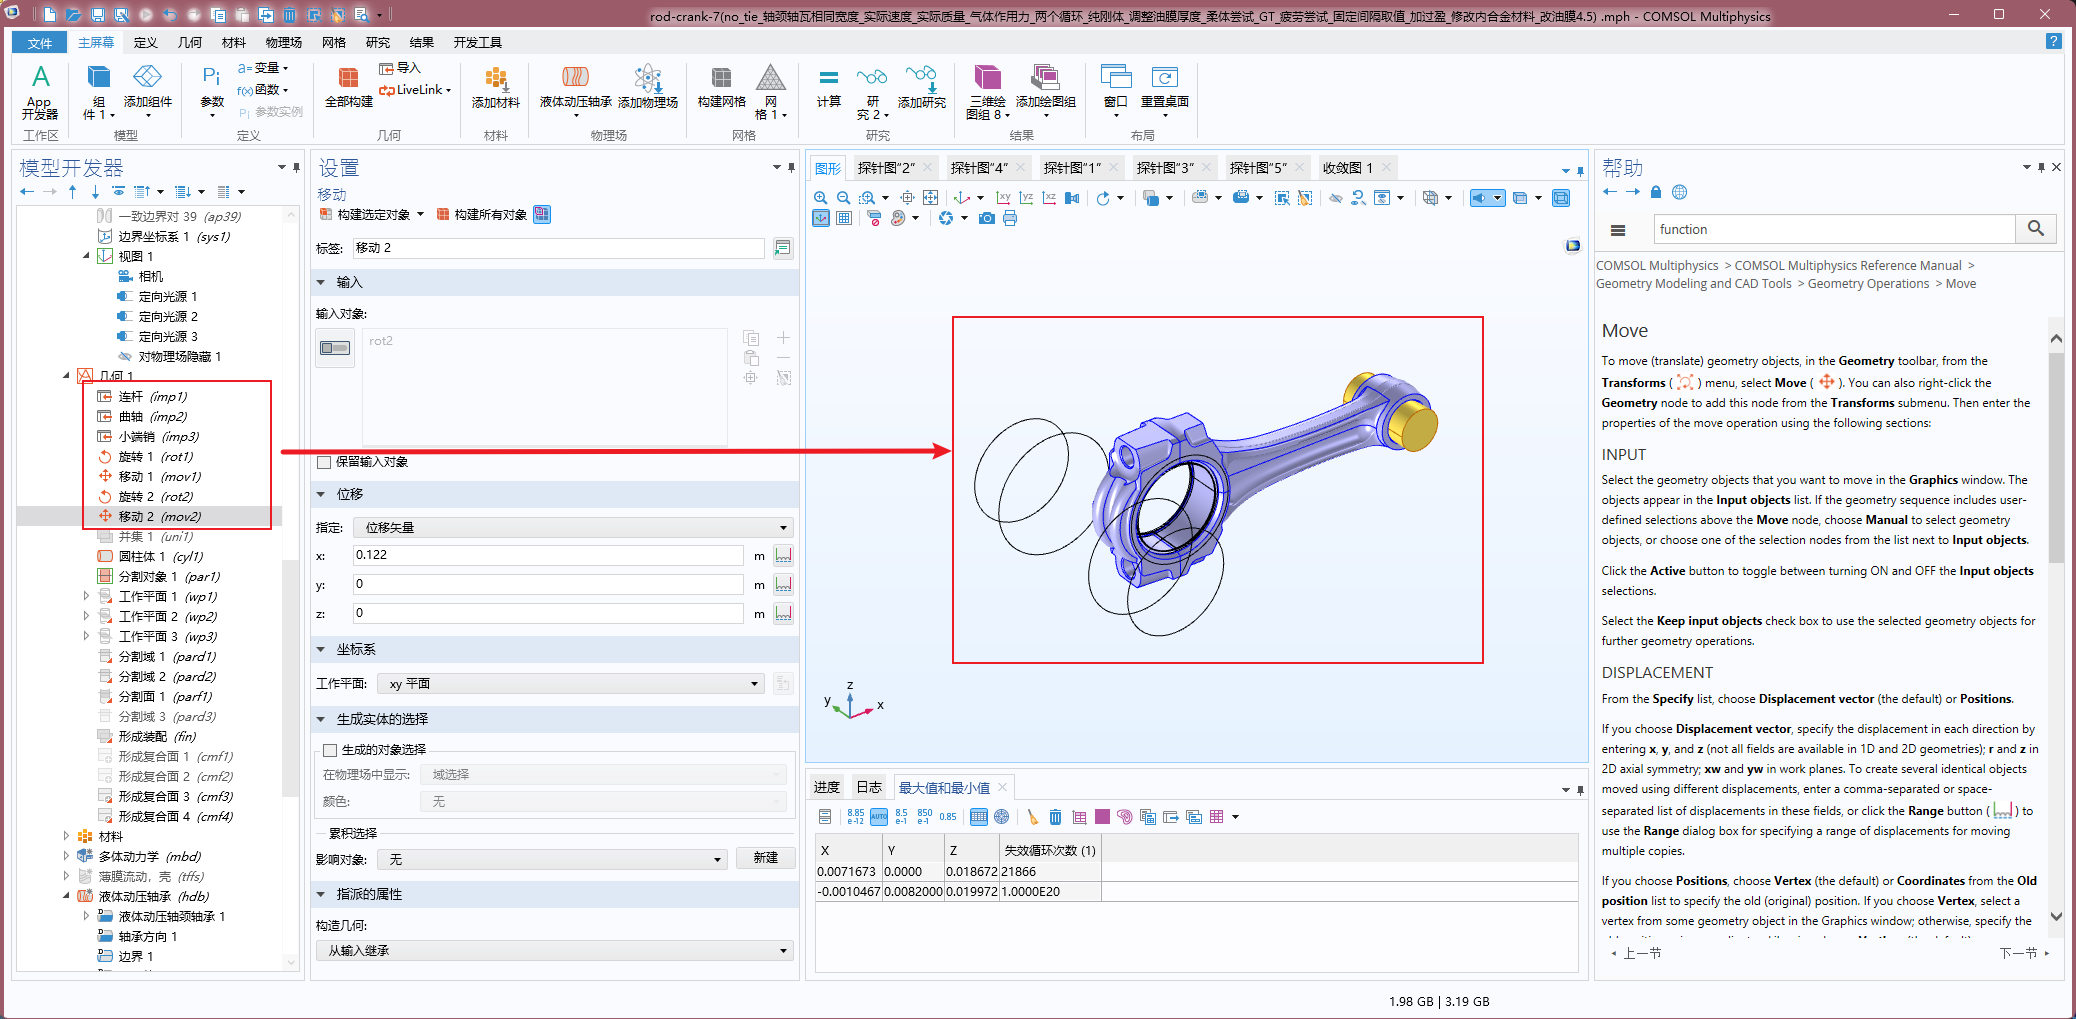 rod-crank-7(no_tie_轴颈轴瓦相同宽度_实际速度_实际质量_气体作用力_两个循环_纯刚体_调整油膜厚度_柔体尝试_GT_疲劳尝试_固定间隔取值_加过盈_修改内合金材料_改油膜4.5) .mph - COMSOL Multiphysics
文件 主屏幕 定义 几何 材料 物理场 网格 研究 结果 开发工具
App 开发器
工作区
组件 1
添加组件
模型
Pi
参数
a= 变量
f(x) 函数
Pi 参数实例
定义
全部构建
导入
LiveLink
几何
添加材料
材料
液体动压轴承
添加物理场
物理场
构建网格
网格 1
网格
计算
研究 2
添加研究
研究
三维绘图组 8
添加绘图组
结果
窗口
重置桌面
布局
模型开发器
一致边界对 39 (ap39)
边界坐标系 1 (sys1)
视图 1
相机
定向光源 1
定向光源 2
定向光源 3
对物理场隐藏 1
几何 1
连杆 (imp1)
曲轴 (imp2)
小端销 (imp3)
旋转 1 (rot1)
移动 1 (mov1)
旋转 2 (rot2)
移动 2 (mov2)
并集 1 (uni1)
圆柱体 1 (cyl1)
分割对象 1 (par1)
工作平面 1 (wp1)
工作平面 2 (wp2)
工作平面 3 (wp3)
分割域 1 (pard1)
分割域 2 (pard2)
分割面 1 (parf1)
分割域 3 (pard3)
形成装配 (fin)
形成复合面 1 (cmf1)
形成复合面 2 (cmf2)
形成复合面 3 (cmf3)
形成复合面 4 (cmf4)
材料
多体动力学 (mbd)
薄膜流动，壳 (tffs)
液体动压轴承 (hdb)
液体动压轴颈轴承 1
轴承方向 1
边界 1
设置
移动
构建选定对象 构建所有对象
标签: 移动 2
输入
输入对象:
rot2
保留输入对象
位移
指定: 位移矢量
x: 0.122 m
y: 0 m
z: 0 m
坐标系
工作平面: xy 平面
生成实体的选择
生成的对象选择
在物理场中显示: 域选择
颜色: 无
累积选择
影响对象: 无 新建
指派的属性
构造几何:
从输入继承
图形 探针图“2” 探针图“4” 探针图“1” 探针图“3” 探针图“5” 收敛图 1
xy yz xz
z
y
x
进度 日志 最大值和最小值
8.85 e-12 AUTO 8.5 e-1 850 e-1 0.85
X Y Z 失效循环次数 (1)
0.0071673 0.0000 0.018672 21866
-0.0010467 0.0082000 0.019972 1.0000E20
帮助
function
COMSOL Multiphysics > COMSOL Multiphysics Reference Manual >
Geometry Modeling and CAD Tools > Geometry Operations > Move
Move
To move (translate) geometry objects, in the Geometry toolbar, from the
Transforms ( ) menu, select Move ( ). You can also right-click the
Geometry node to add this node from the Transforms submenu. Then enter the
properties of the move operation using the following sections:
INPUT
Select the geometry objects that you want to move in the Graphics window. The
objects appear in the Input objects list. If the geometry sequence includes user-
defined selections above the Move node, choose Manual to select geometry
objects, or choose one of the selection nodes from the list next to Input objects.
Click the Active button to toggle between turning ON and OFF the Input objects
selections.
Select the Keep input objects check box to use the selected geometry objects for
further geometry operations.
DISPLACEMENT
From the Specify list, choose Displacement vector (the default) or Positions.
If you choose Displacement vector, specify the displacement in each direction by
entering x, y, and z (not all fields are available in 1D and 2D geometries); r and z in
2D axial symmetry; xw and yw in work planes. To create several identical objects
moved using different displacements, enter a comma-separated or space-
separated list of displacements in these fields, or click the Range button ( ) to
use the Range dialog box for specifying a range of displacements for moving
multiple copies.
If you choose Positions, choose Vertex (the default) or Coordinates from the Old
position list to specify the old (original) position. If you choose Vertex, select a
vertex from some geometry object in the Graphics window; otherwise, specify the
上一节 下一节
1.98 GB | 3.19 GB